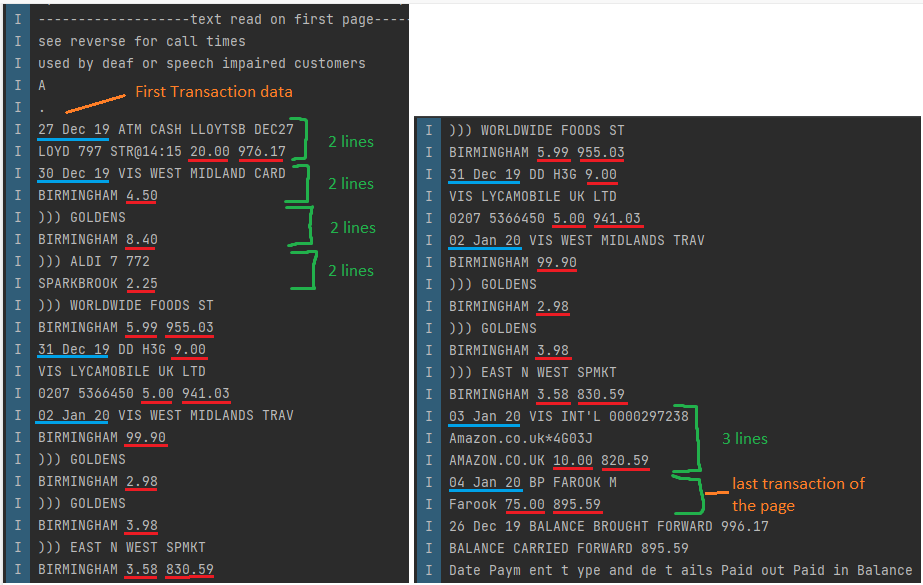 -------------------text read on first page-----
see reverse for call times
used by deaf or speech impaired customers
A
.
First Transaction data
27 Dec 19 ATM CASH LLOYTSB DEC27
LOYD 797 STR@14:15 20.00 976.17
2 lines
30 Dec 19 VIS WEST MIDLAND CARD
BIRMINGHAM 4.50
2 lines
))) GOLDENS
BIRMINGHAM 8.40
2 lines
))) ALDI 7 772
SPARKBROOK 2.25
2 lines
))) WORLDWIDE FOODS ST
BIRMINGHAM 5.99 955.03
31 Dec 19 DD H3G 9.00
VIS LYCAMOBILE UK LTD
0207 5366450 5.00 941.03
02 Jan 20 VIS WEST MIDLANDS TRAV
BIRMINGHAM 99.90
))) GOLDENS
BIRMINGHAM 2.98
))) GOLDENS
BIRMINGHAM 3.98
))) EAST N WEST SPMKT
BIRMINGHAM 3.58 830.59
))) WORLDWIDE FOODS ST
BIRMINGHAM 5.99 955.03
31 Dec 19 DD H3G 9.00
VIS LYCAMOBILE UK LTD
0207 5366450 5.00 941.03
02 Jan 20 VIS WEST MIDLANDS TRAV
BIRMINGHAM 99.90
))) GOLDENS
BIRMINGHAM 2.98
))) GOLDENS
BIRMINGHAM 3.98
))) EAST N WEST SPMKT
BIRMINGHAM 3.58 830.59
03 Jan 20 VIS INT'L 0000297238
Amazon.co.uk*4G03J
AMAZON.CO.UK 10.00 820.59
3 lines
04 Jan 20 BP FAROOK M
Farook 75.00 895.59
last transaction of
the page
26 Dec 19 BALANCE BROUGHT FORWARD 996.17
BALANCE CARRIED FORWARD 895.59
Date Paym ent t ype and de t ails Paid out Paid in Balance